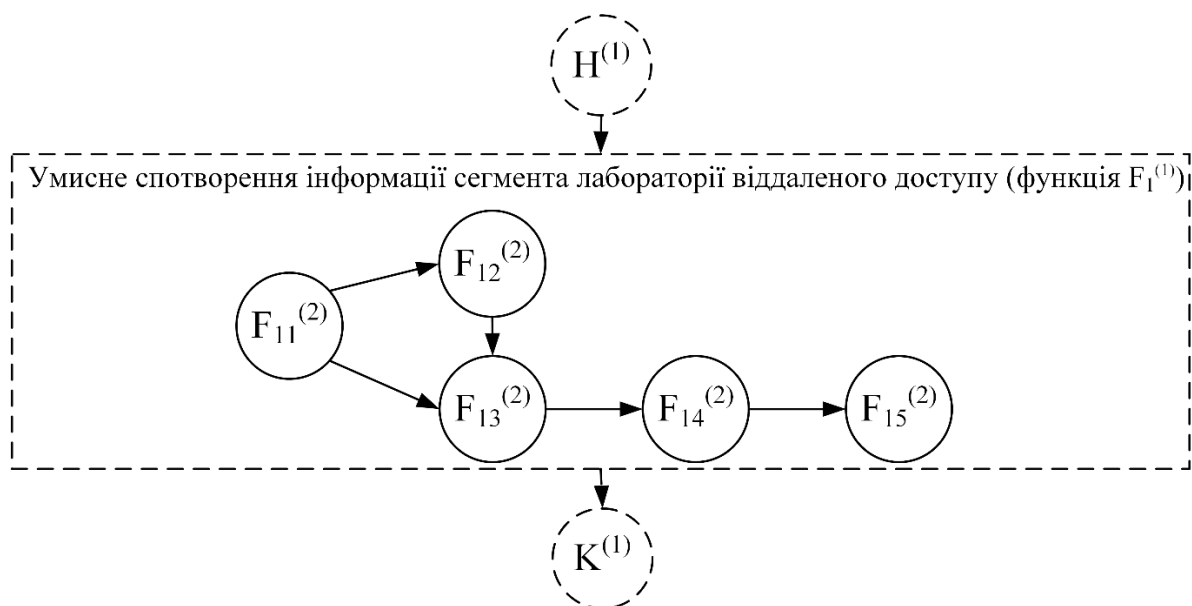 H⁽¹⁾
Умисне спотворення інформації сегмента лабораторії віддаленого доступу (функція F₁⁽¹⁾)
F₁₂⁽²⁾
F₁₁⁽²⁾
F₁₃⁽²⁾ F₁₄⁽²⁾ F₁₅⁽²⁾
K⁽¹⁾